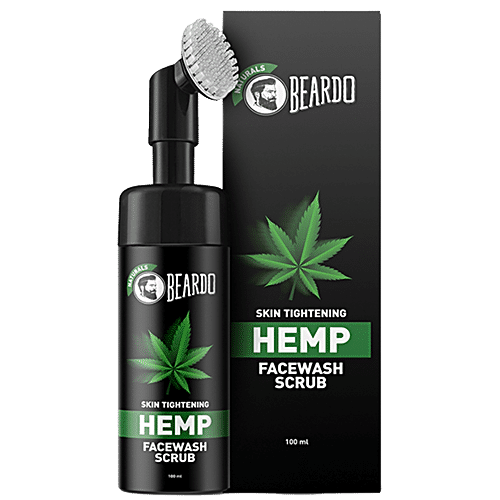 NATURALS
BEARDO
SKIN TIGHTENING
HEMP
FACEWASH
SCRUB
100 ml
NATURALS
BEARDO
SKIN TIGHTENING
HEMP
FACEWASH
SCRUB
100 ml